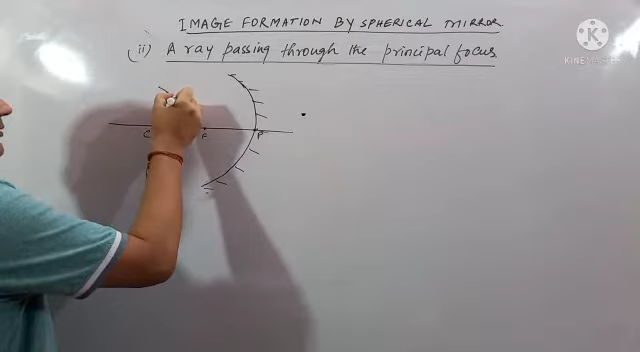 IMAGE FORMATION BY SPHERICAL MIRROR
(ii) A ray passing through the principal focus
C F P
K
KINEMASTER